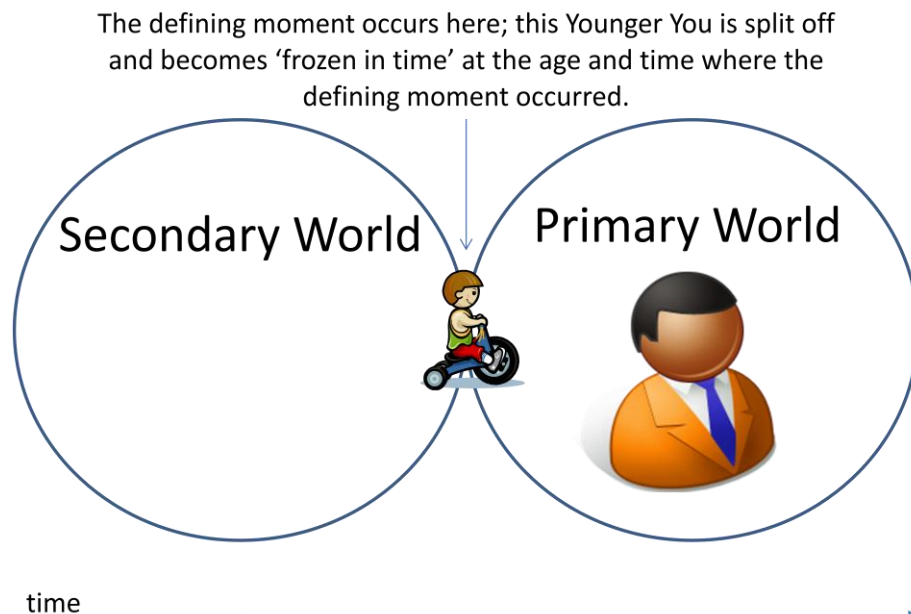 The defining moment occurs here; this Younger You is split off
and becomes ‘frozen in time’ at the age and time where the
defining moment occurred.
Secondary World
Primary World
time